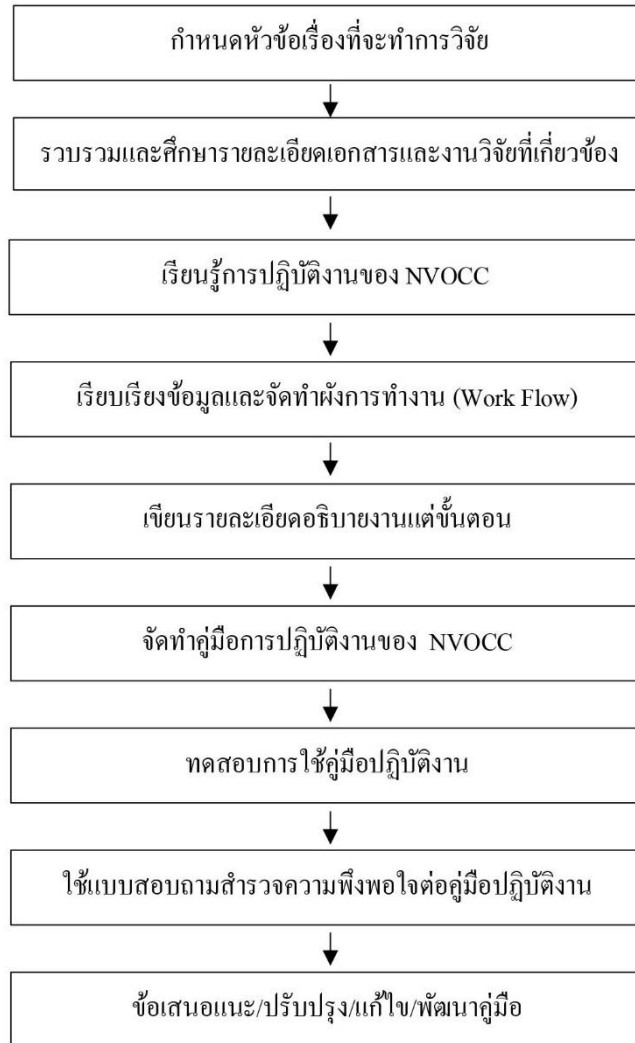 กำหนดหัวข้อเรื่องที่จะทำการวิจัย
รวบรวมและศึกษารายละเอียดเอกสารและงานวิจัยที่เกี่ยวข้อง
เรียนรู้การปฏิบัติงานของ NVOCC
เรียบเรียงข้อมูลและจัดทำผังการทำงาน (Work Flow)
เขียนรายละเอียดอธิบายงานแต่ขั้นตอน
จัดทำคู่มือการปฏิบัติงานของ NVOCC
ทดสอบการใช้คู่มือปฏิบัติงาน
ใช้แบบสอบถามสำรวจความพึงพอใจต่อคู่มือปฏิบัติงาน
ข้อเสนอแนะ/ปรับปรุง/แก้ไข/พัฒนาคู่มือ